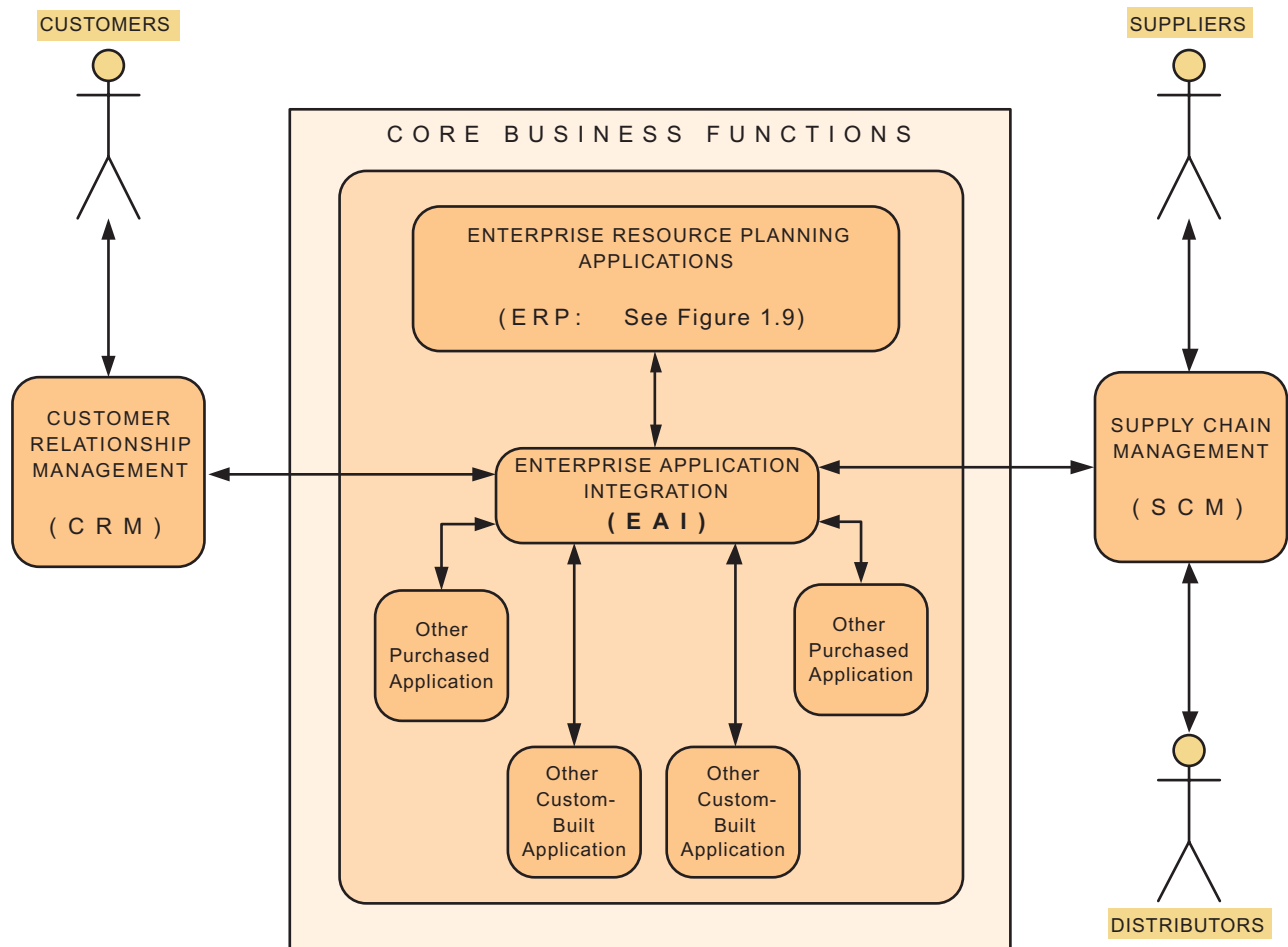 CUSTOMERS
SUPPLIERS
CORE BUSINESS FUNCTIONS
ENTERPRISE RESOURCE PLANNING
APPLICATIONS
(ERP: See Figure 1.9)
CUSTOMER
RELATIONSHIP
MANAGEMENT
(CRM)
ENTERPRISE APPLICATION
INTEGRATION
(EAI)
SUPPLY CHAIN
MANAGEMENT
(SCM)
Other
Purchased
Application
Other
Purchased
Application
Other
Custom-
Built
Application
Other
Custom-
Built
Application
DISTRIBUTORS